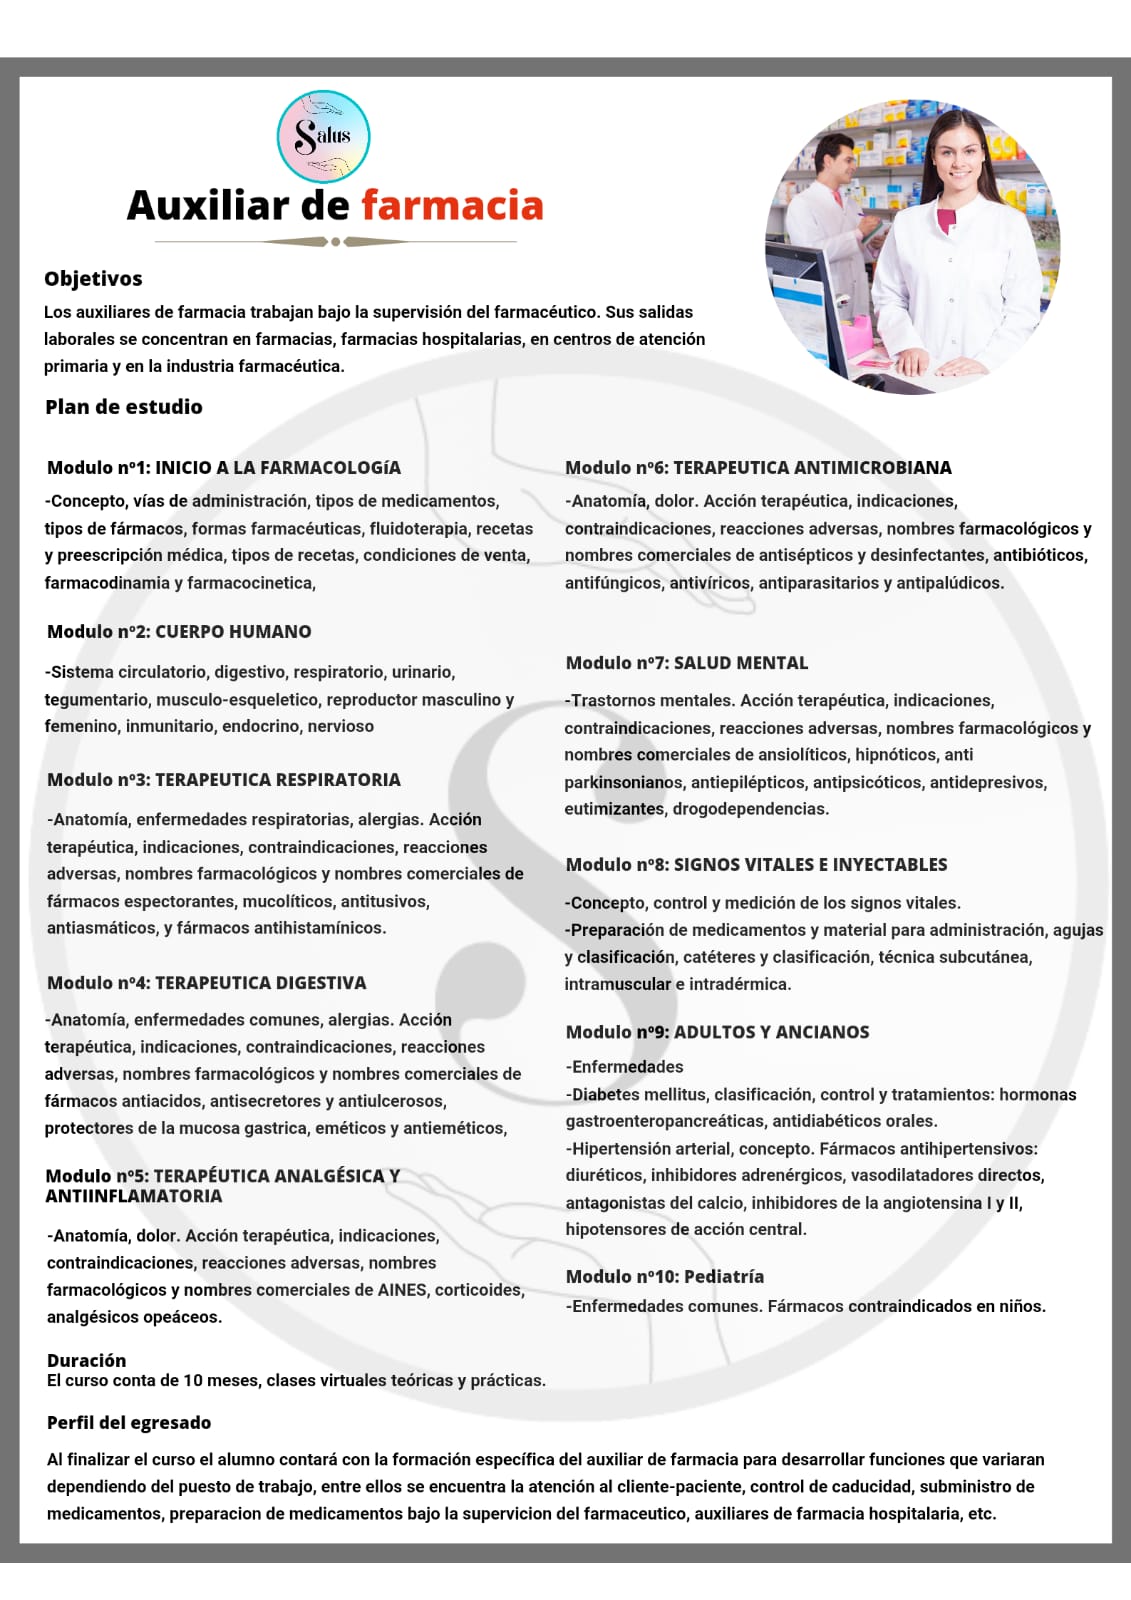 Salus
Auxiliar de farmacia
Objetivos
Los auxiliares de farmacia trabajan bajo la supervisión del farmacéutico. Sus salidas
laborales se concentran en farmacias, farmacias hospitalarias, en centros de atención
primaria y en la industria farmacéutica.
Plan de estudio
Modulo nº1: INICIO A LA FARMACOLOGíA
-Concepto, vías de administración, tipos de medicamentos,
tipos de fármacos, formas farmacéuticas, fluidoterapia, recetas
y preescripción médica, tipos de recetas, condiciones de venta,
farmacodinamia y farmacocinetica,
Modulo nº2: CUERPO HUMANO
-Sistema circulatorio, digestivo, respiratorio, urinario,
tegumentario, musculo-esqueletico, reproductor masculino y
femenino, inmunitario, endocrino, nervioso
Modulo nº3: TERAPEUTICA RESPIRATORIA
-Anatomía, enfermedades respiratorias, alergias. Acción
terapéutica, indicaciones, contraindicaciones, reacciones
adversas, nombres farmacológicos y nombres comerciales de
fármacos espectorantes, mucolíticos, antitusivos,
antiasmáticos, y fármacos antihistamínicos.
Modulo nº4: TERAPEUTICA DIGESTIVA
-Anatomía, enfermedades comunes, alergias. Acción
terapéutica, indicaciones, contraindicaciones, reacciones
adversas, nombres farmacológicos y nombres comerciales de
fármacos antiacidos, antisecretores y antiulcerosos,
protectores de la mucosa gastrica, eméticos y antieméticos,
Modulo nº5: TERAPÉUTICA ANALGÉSICA Y
ANTIINFLAMATORIA
-Anatomía, dolor. Acción terapéutica, indicaciones,
contraindicaciones, reacciones adversas, nombres
farmacológicos y nombres comerciales de AINES, corticoides,
analgésicos opeáceos.
Modulo nº6: TERAPEUTICA ANTIMICROBIANA
-Anatomía, dolor. Acción terapéutica, indicaciones,
contraindicaciones, reacciones adversas, nombres farmacológicos y
nombres comerciales de antisépticos y desinfectantes, antibióticos,
antifúngicos, antivíricos, antiparasitarios y antipalúdicos.
Modulo nº7: SALUD MENTAL
-Trastornos mentales. Acción terapéutica, indicaciones,
contraindicaciones, reacciones adversas, nombres farmacológicos y
nombres comerciales de ansiolíticos, hipnóticos, anti
parkinsonianos, antiepilépticos, antipsicóticos, antidepresivos,
eutimizantes, drogodependencias.
Modulo nº8: SIGNOS VITALES E INYECTABLES
-Concepto, control y medición de los signos vitales.
-Preparación de medicamentos y material para administración, agujas
y clasificación, catéteres y clasificación, técnica subcutánea,
intramuscular e intradérmica.
Modulo nº9: ADULTOS Y ANCIANOS
-Enfermedades
-Diabetes mellitus, clasificación, control y tratamientos: hormonas
gastroenteropancreáticas, antidiabéticos orales.
-Hipertensión arterial, concepto. Fármacos antihipertensivos:
diuréticos, inhibidores adrenérgicos, vasodilatadores directos,
antagonistas del calcio, inhibidores de la angiotensina I y II,
hipotensores de acción central.
Modulo nº10: Pediatría
-Enfermedades comunes. Fármacos contraindicados en niños.
Duración
El curso conta de 10 meses, clases virtuales teóricas y prácticas.
Perfil del egresado
Al finalizar el curso el alumno contará con la formación específica del auxiliar de farmacia para desarrollar funciones que variaran
dependiendo del puesto de trabajo, entre ellos se encuentra la atención al cliente-paciente, control de caducidad, subministro de
medicamentos, preparacion de medicamentos bajo la supervicion del farmaceutico, auxiliares de farmacia hospitalaria, etc.